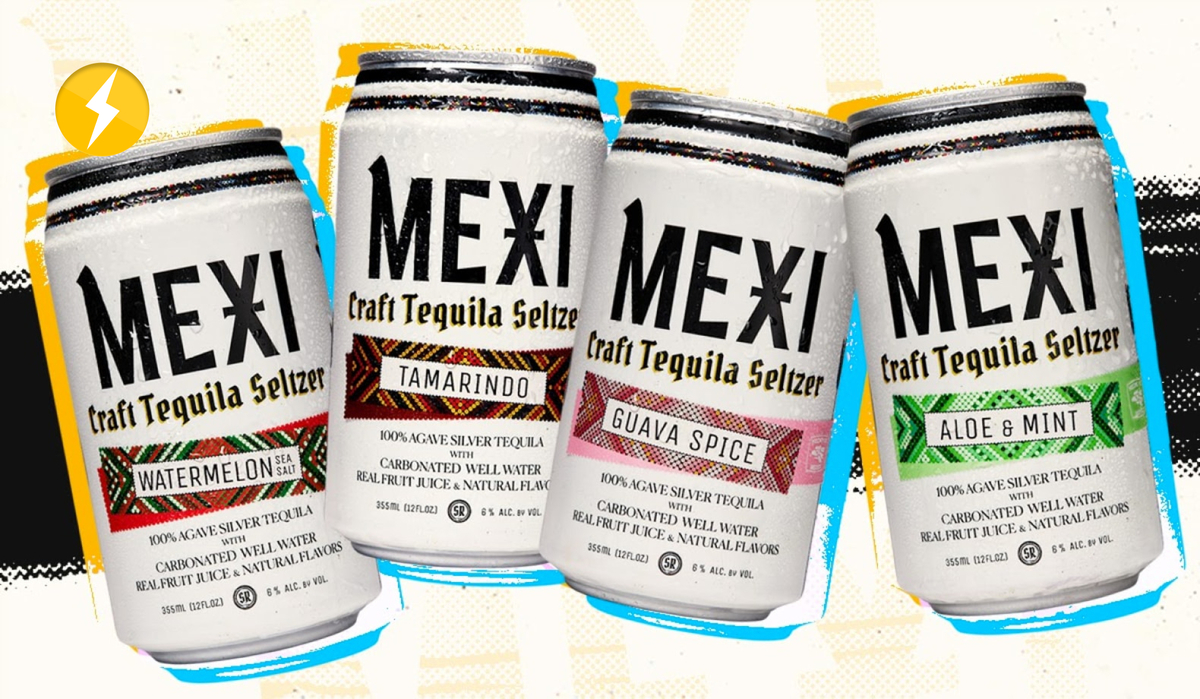 MEXI
Craft Tequila Seltzer
WATERMELON SEA SALT
100% AGAVE SILVER TEQUILA
WITH
CARBONATED WELL WATER
REAL FRUIT JUICE & NATURAL FLAVORS
355ML (12FL.OZ.) SR 6% ALC. BY VOL.
MEXI
Craft Tequila Seltze
TAMARINDO
100% AGAVE SILVER TEQUILA
WITH
CARBONATED WELL WATER
REAL FRUIT JUICE & NATURAL FLAVO
355ML (12FL.OZ.) SR 6% ALC. BY VOL.
MEXI
Craft Tequila Seltzer
GUAVA SPICE
100% AGAVE SILVER TEQUILA
WITH
CARBONATED WELL WATER
REAL FRUIT JUICE & NATURAL FLAVORS
355ML (12FL.OZ.) SR 6% ALC. BY VOL.
MEXI
Craft Tequila Seltzer
ALOE & MINT
100% AGAVE SILVER TEQUILA
WITH
CARBONATED WELL WATER
REAL FRUIT JUICE & NATURAL FLAVORS
355ML (12FL.OZ.) SR 6% ALC. BY VOL.